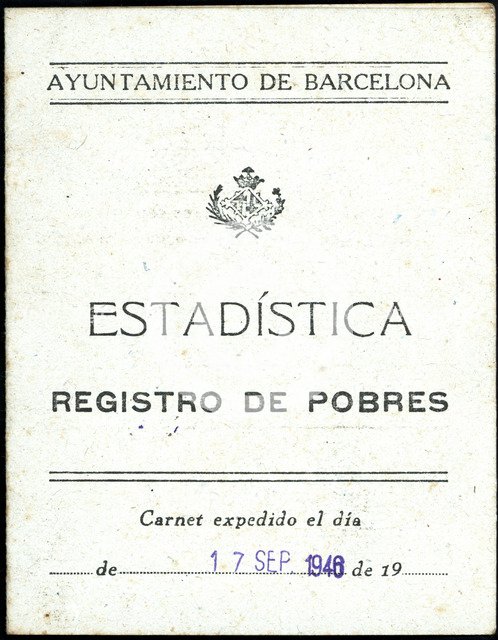 AYUNTAMIENTO DE BARCELONA
ESTADÍSTICA
REGISTRO DE POBRES
Carnet expedido el día
de 17 SEP. 1946 de 19